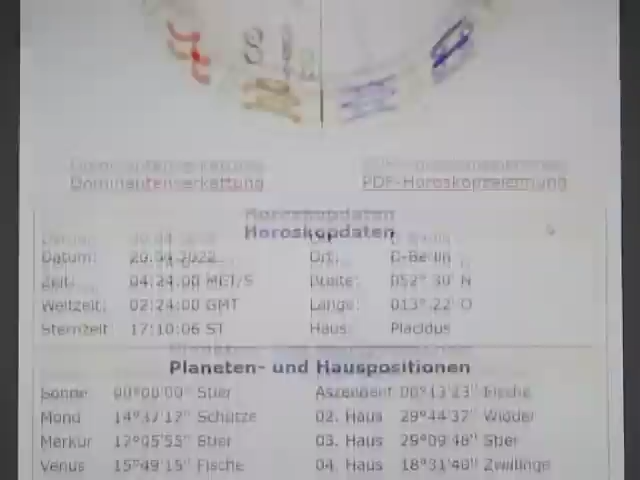 Dominantenverkettung PDF-Horoskopzeichnung
Horoskopdaten
Datum: 20.04.2022 Ort: D-Berlin
Zeit: 04:24:00 MET/S Breite: 052° 30' N
Weltzeit: 02:24:00 GMT Länge: 013° 22' O
Sternzeit 17:10:06 ST Haus: Placidus
Planeten- und Hauspositionen
Sonne 00°00'00" Stier Aszendent 00°13'23" Fische
Mond 14°37'17" Schütze 02. Haus 29°44'37" Widder
Merkur 17°05'55" Stier 03. Haus 29°09'48" Stier
Venus 15°49'15" Fische 04. Haus 18°31'40" Zwillinge